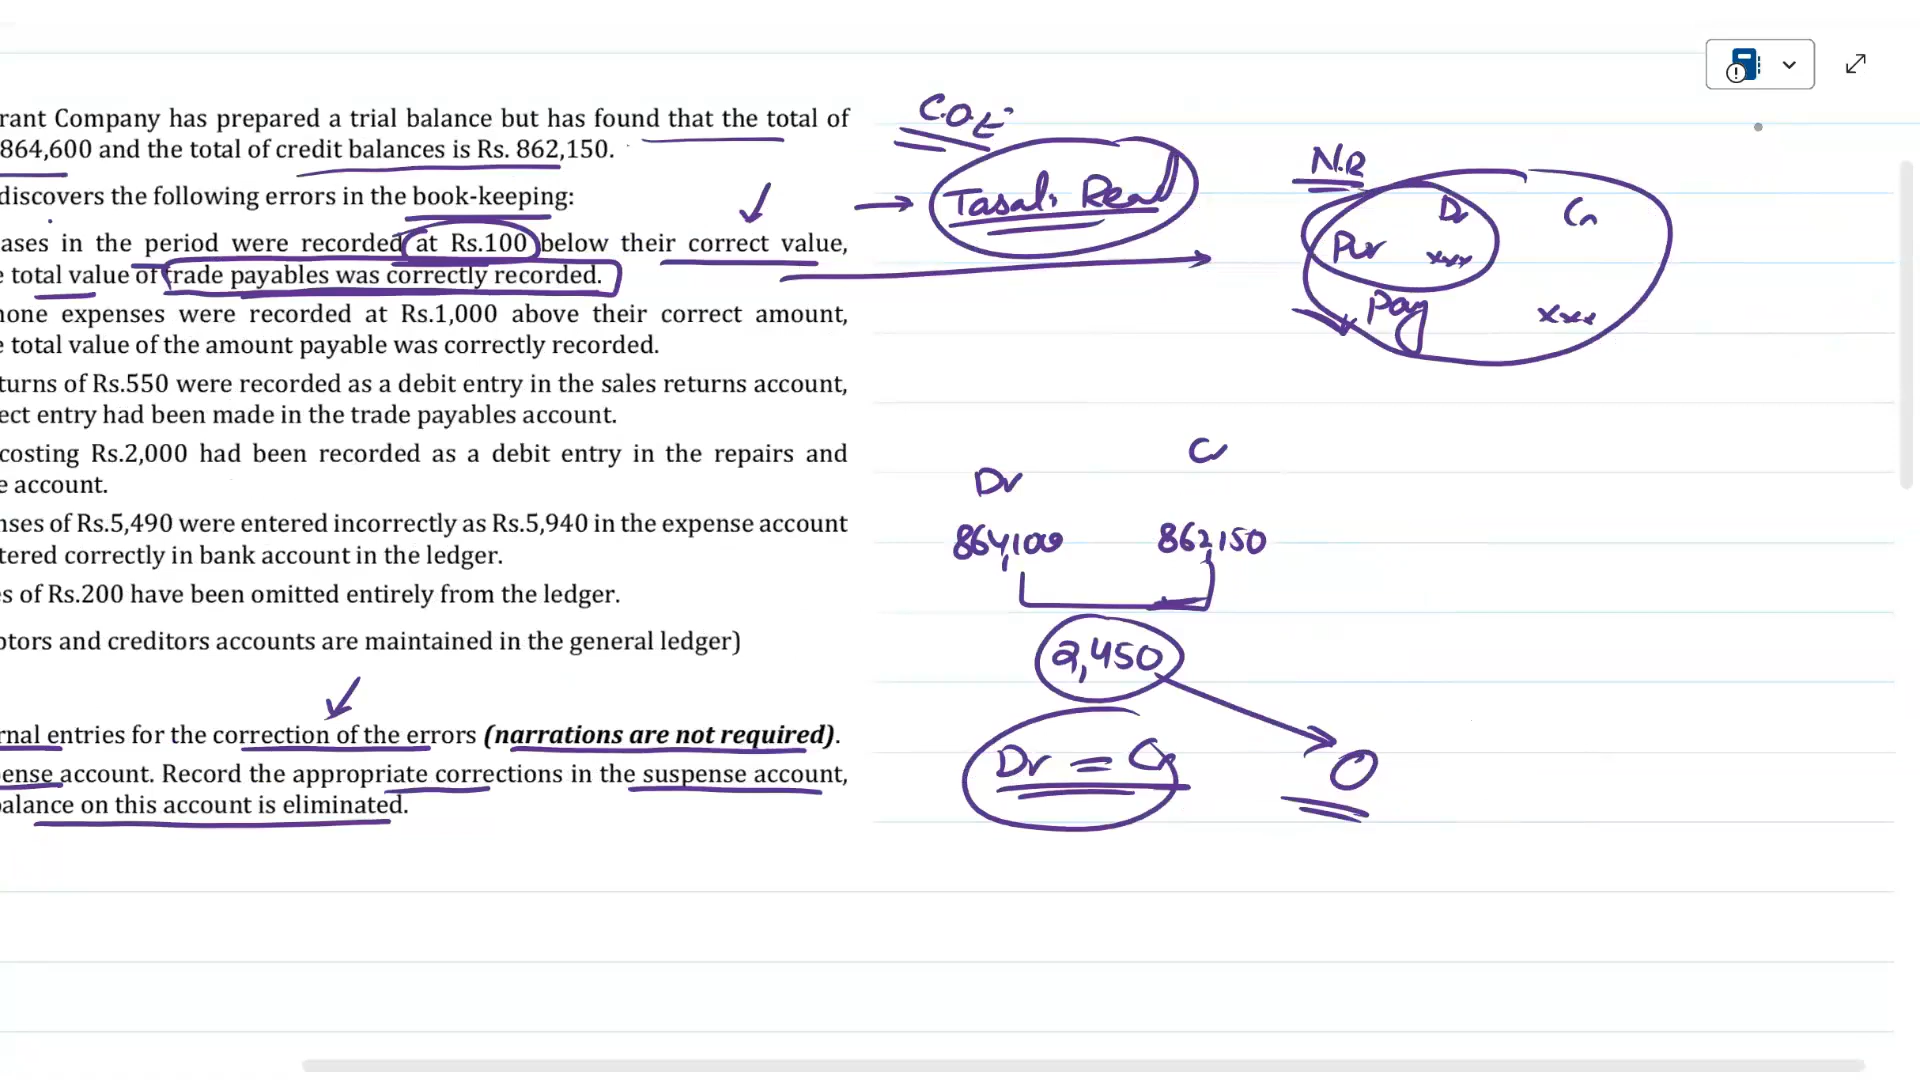 rant Company has prepared a trial balance but has found that the total of
864,600 and the total of credit balances is Rs. 862,150.
discovers the following errors in the book-keeping:
ases in the period were recorded at Rs.100 below their correct value,
e total value of trade payables was correctly recorded.
none expenses were recorded at Rs.1,000 above their correct amount,
e total value of the amount payable was correctly recorded.
turns of Rs.550 were recorded as a debit entry in the sales returns account,
ect entry had been made in the trade payables account.
costing Rs.2,000 had been recorded as a debit entry in the repairs and
e account.
nses of Rs.5,490 were entered incorrectly as Rs.5,940 in the expense account
tered correctly in bank account in the ledger.
es of Rs.200 have been omitted entirely from the ledger.
otors and creditors accounts are maintained in the general ledger)
rnal entries for the correction of the errors (narrations are not required).
ense account. Record the appropriate corrections in the suspense account,
alance on this account is eliminated.
C.O.E
Tasali Read
N.R
Dr Cr
Pur xxx
Pay xxx
Dr Cr
864,100 862,150
2,450
Dr = Cr
0